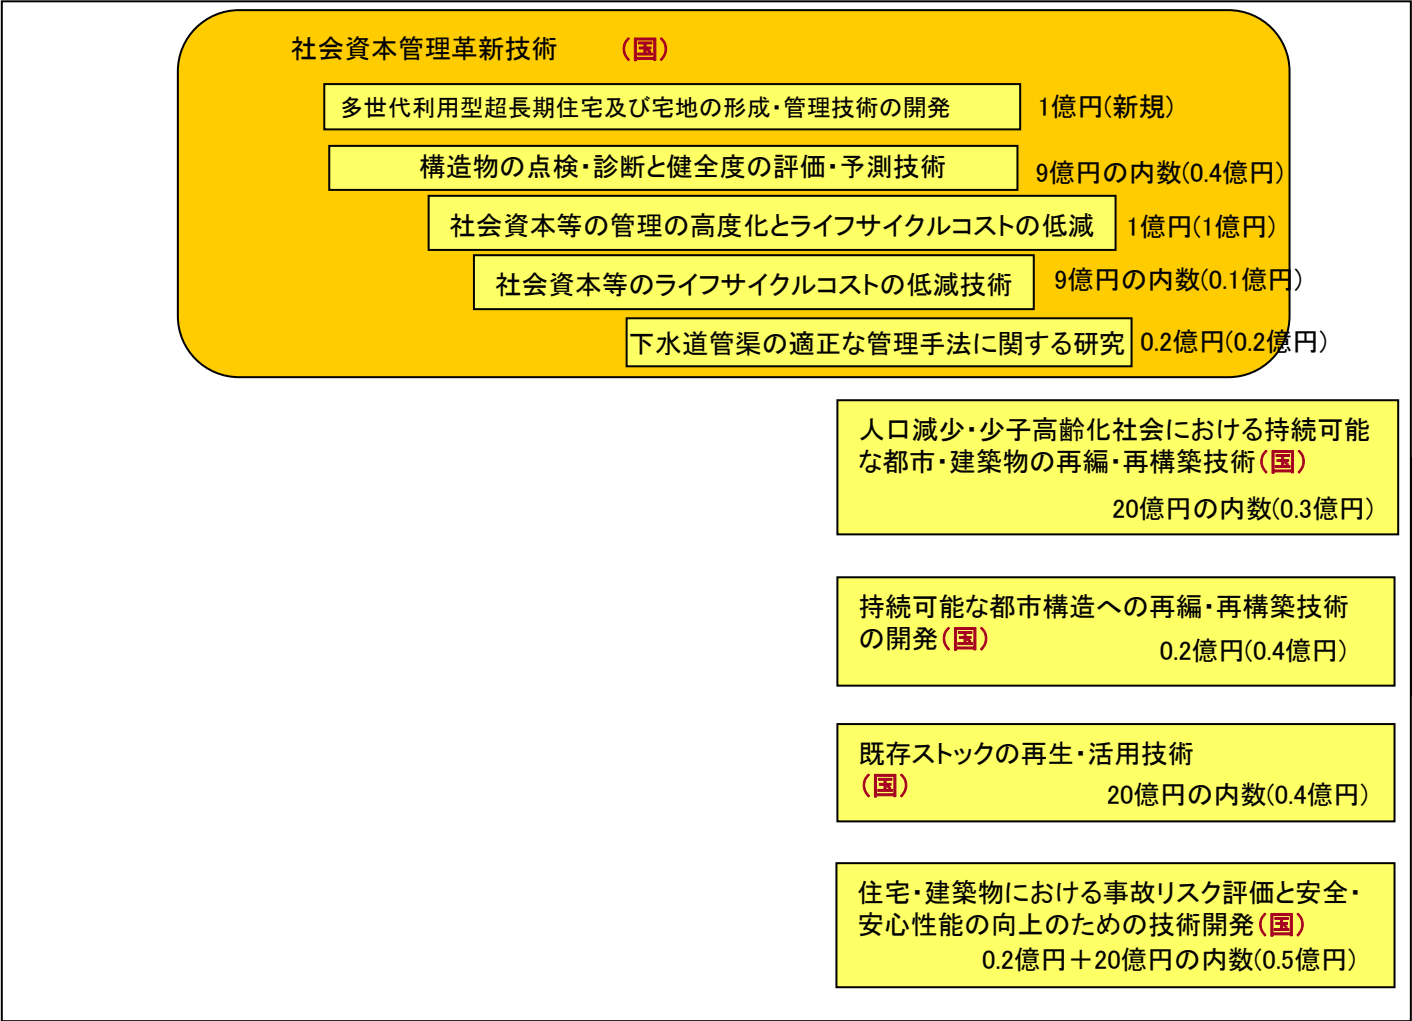 社会資本管理革新技術　　(国)
多世代利用型超長期住宅及び宅地の形成・管理技術の開発　1億円(新規)
構造物の点検・診断と健全度の評価・予測技術　9億円の内数(0.4億円)
社会資本等の管理の高度化とライフサイクルコストの低減　1億円(1億円)
社会資本等のライフサイクルコストの低減技術　9億円の内数(0.1億円)
下水道管渠の適正な管理手法に関する研究　0.2億円(0.2億円)
人口減少・少子高齢化社会における持続可能
な都市・建築物の再編・再構築技術(国)
20億円の内数(0.3億円)
持続可能な都市構造への再編・再構築技術
の開発(国)　0.2億円(0.4億円)
既存ストックの再生・活用技術
(国)　20億円の内数(0.4億円)
住宅・建築物における事故リスク評価と安全・
安心性能の向上のための技術開発(国)
0.2億円＋20億円の内数(0.5億円)